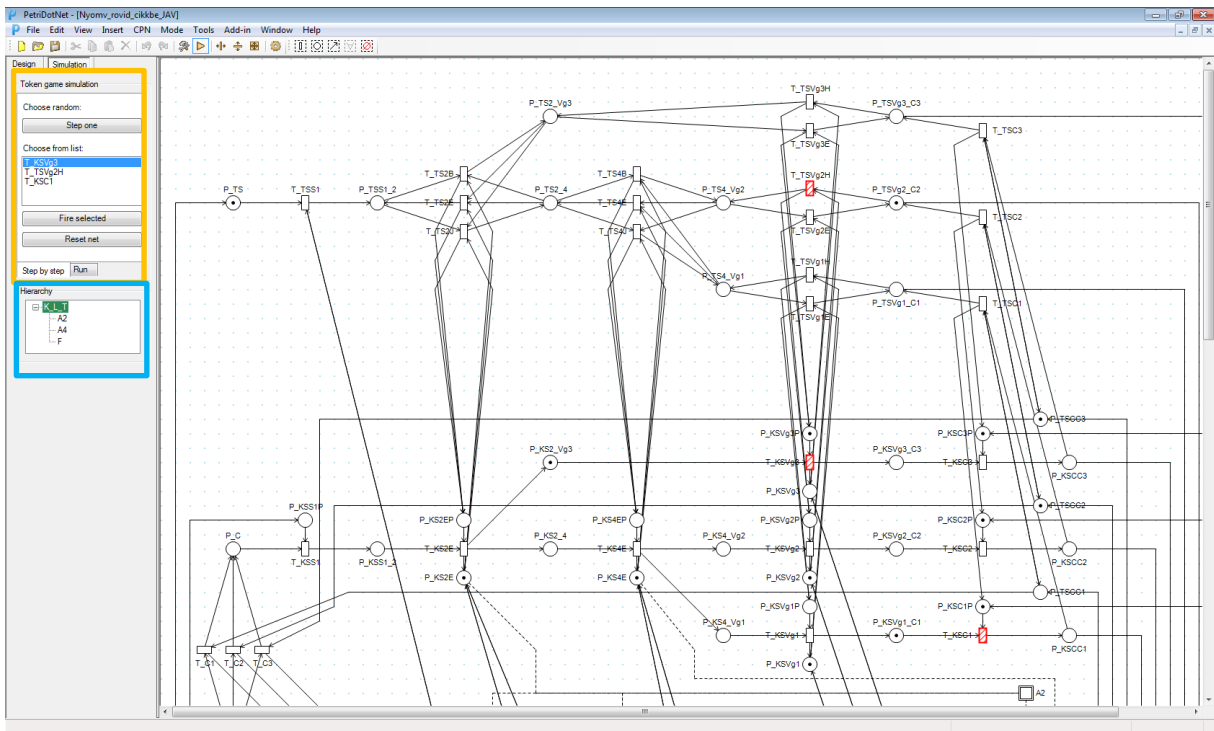 PetriDotNet - [Nyomv_rovid_cikkbe_JAV]
File Edit View Insert CPN Mode Tools Add-in Window Help
Design Simulation
Token game simulation
Choose random:
Step one
Choose from list:
T_KSVg3
T_TSVg2H
T_KSC1
Fire selected
Reset net
Step by step Run
Hierarchy
K_L_T
A2
A4
F
T_TSVg3H
P_TS2_Vg3 P_TSVg3_C3
T_TSC3
T_TSVg3E
T_TS2B T_TS4B T_TSVg2H
P_TS T_TSS1 P_TSS1_2 P_TS2_4 P_TS4_Vg2 P_TSVg2_C2
T_TS2E T_TS4E
T_TSC2
T_TS20 T_TS40 T_TSVg2E
T_TSVg1H
P_TS4_Vg1
P_TSVg1_C1 T_TSC1
T_TSVg1E
P_TSCC3
P_KSVg3P P_KSC3P
P_KS2_Vg3 P_KSVg3_C3
T_KSVg3 T_KSC3
P_KSCC3
P_KSVg3
P_KSS1P P_TSCC2
P_KS2EP P_KS4EP P_KSVg2P P_KSC2P
P_C P_KS2_4 P_KS4_Vg2 P_KSVg2_C2
T_KS2E T_KS4E T_KSVg2 T_KSC2
T_KSS1 P_KSS1_2 P_KSCC2
P_KS2E P_KS4E P_KSVg2
P_TSCC1
P_KSVg1P P_KSC1P
P_KS4_Vg1 P_KSVg1_C1
T_KSVg1 T_KSC1
P_KSCC1
T_C1 T_C2 T_C3 P_KSVg1
A2